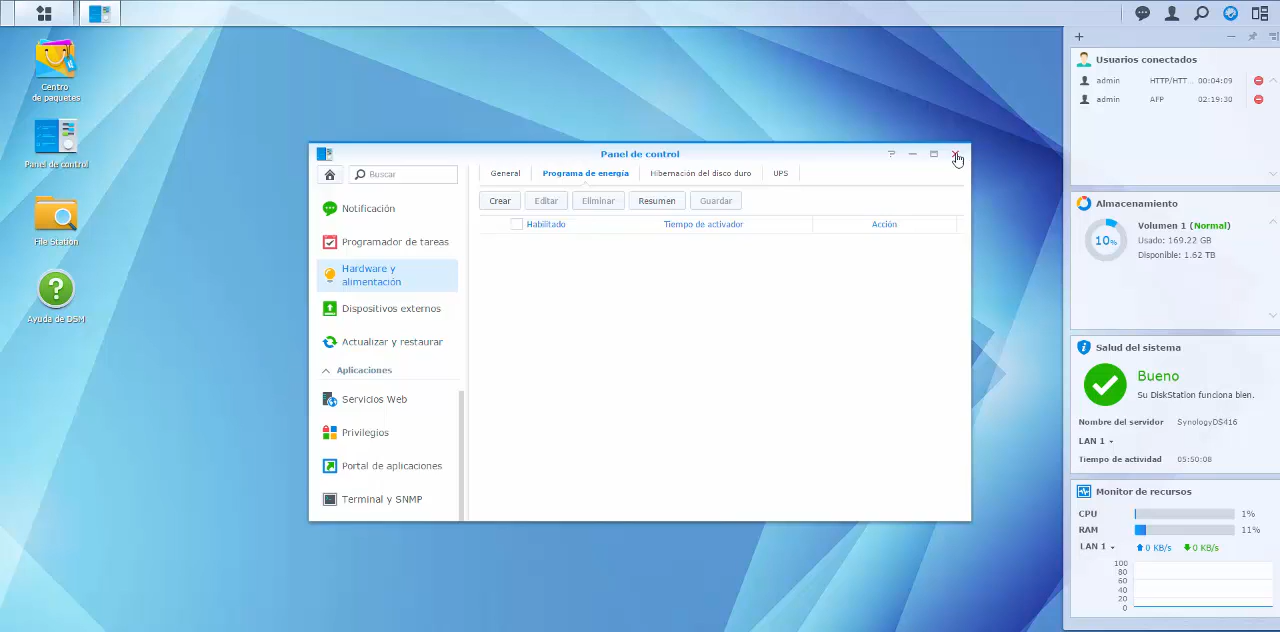 Centro
de paquetes
Panel de control
File Station
?
Ayuda de DSM
Panel de control
Buscar
Notificación
Programador de tareas
Hardware y
alimentación
Dispositivos externos
Actualizar y restaurar
Aplicaciones
Servicios Web
Privilegios
Portal de aplicaciones
Terminal y SNMP
General Programa de energía Hibernación del disco duro UPS
Crear Editar Eliminar Resumen Guardar
Habilitado Tiempo de activador Acción
Usuarios conectados
admin HTTP/HTT... 00:04:09
admin AFP 02:19:30
Almacenamiento
10%
Volumen 1 (Normal)
Usado: 169.22 GB
Disponible: 1.62 TB
Salud del sistema
Bueno
Su DiskStation funciona bien.
Nombre del servidor SynologyDS416
LAN 1
Tiempo de actividad 05:50:08
Monitor de recursos
CPU 1%
RAM 11%
LAN 1 0 KB/s 0 KB/s
100
80
60
40
20
0